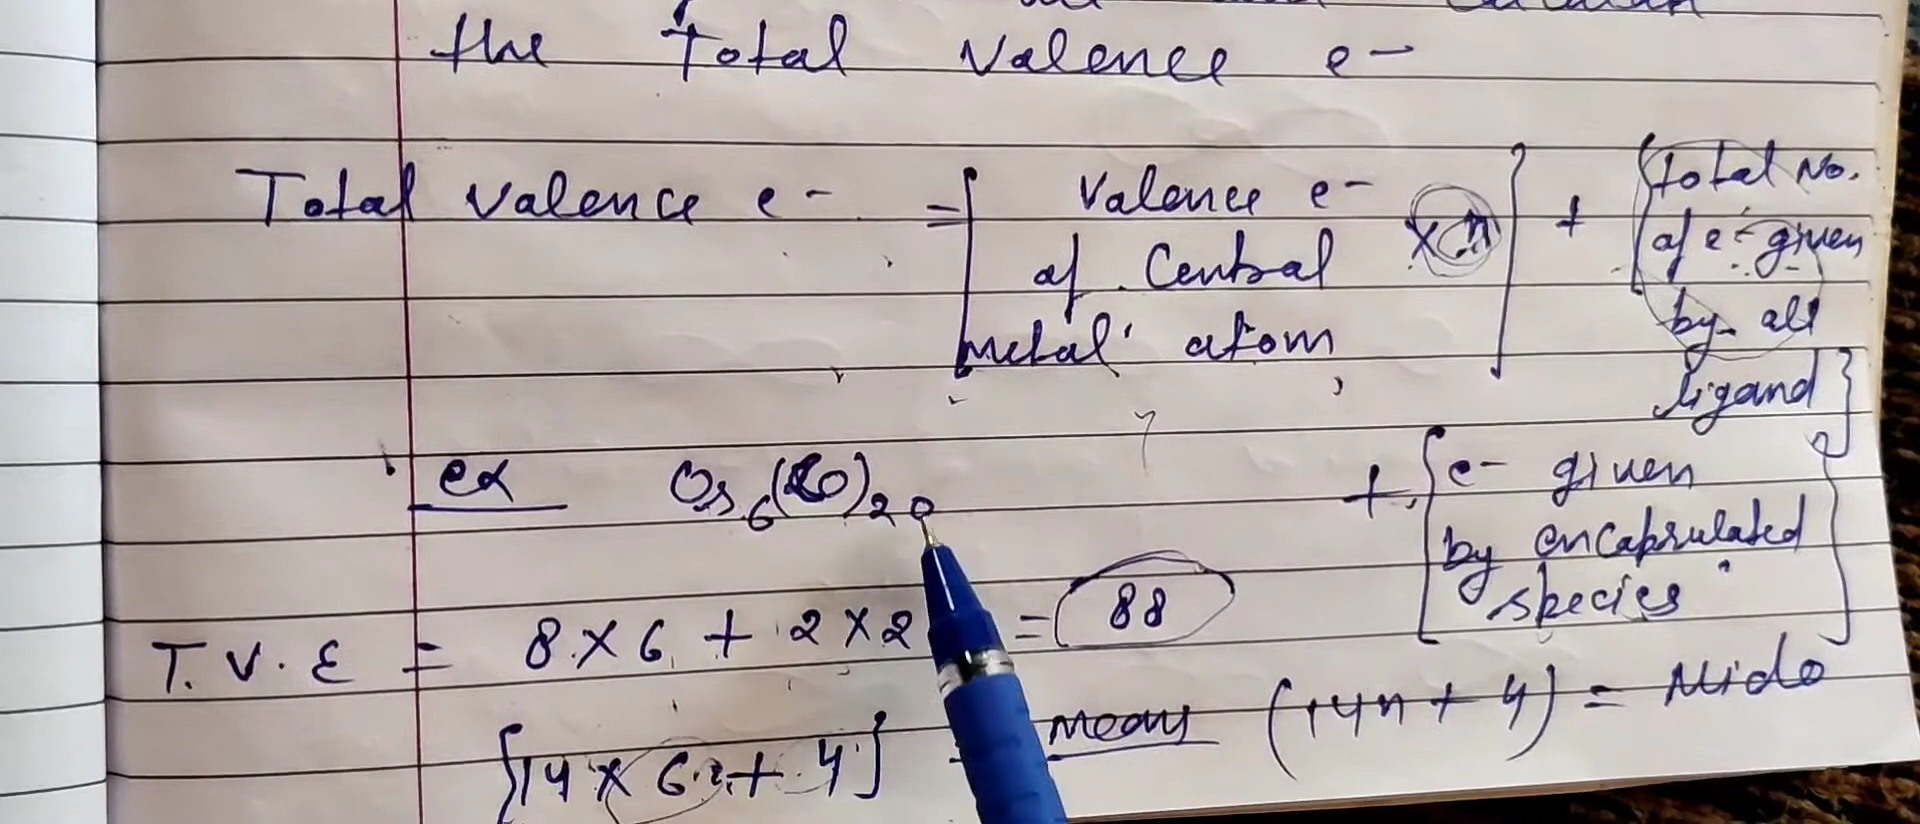 the Total Valence e-
Total valence e- = [Valence e- of Central metal atom × n] + [total No. of e- given by all ligand]
+ [e- given by encapsulated species]
ex Os6(CO)20
T.V.E = 8×6 + 2×2 = 88
[14×6 + 4] means (14n + 4) = Nido